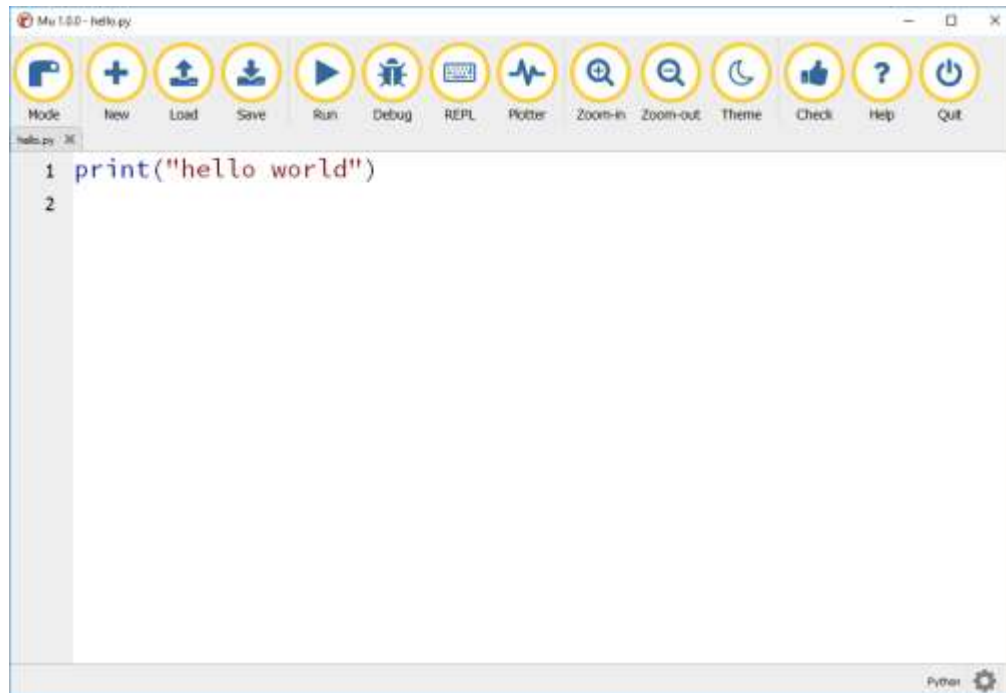 Mu 1.0.0 - hello.py
Mode New Load Save Run Debug REPL Plotter Zoom-in Zoom-out Theme Check Help Quit
hello.py
1 print("hello world")
2
Python